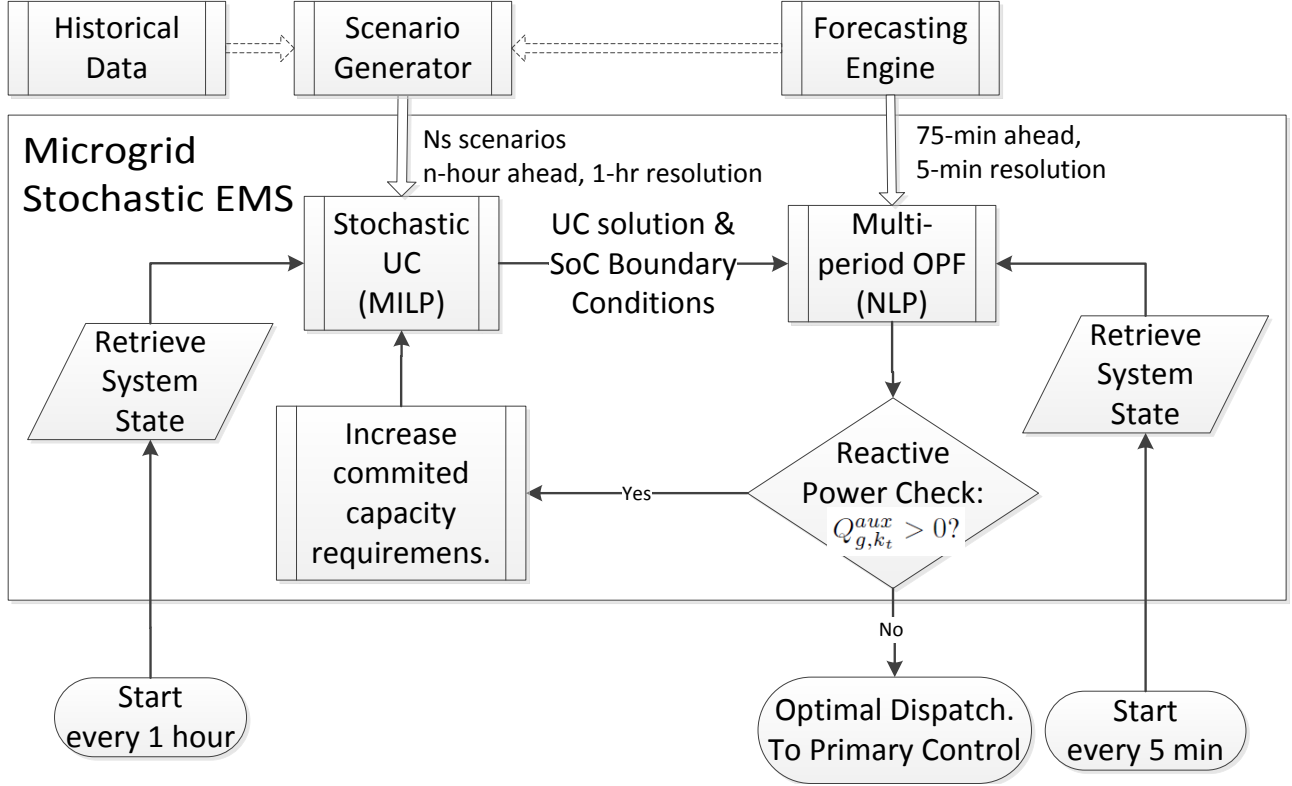 Historical
Data
Scenario
Generator
Forecasting
Engine
Microgrid
Stochastic EMS
Ns scenarios
n-hour ahead, 1-hr resolution
75-min ahead,
5-min resolution
Stochastic
UC
(MILP)
UC solution &
SoC Boundary
Conditions
Multi-
period OPF
(NLP)
Retrieve
System
State
Retrieve
System
State
Increase
commited
capacity
requiremens.
Yes
Reactive
Power Check:
$Q^{aux}_{g,k_t} > 0?$
No
Start
every 1 hour
Optimal Dispatch.
To Primary Control
Start
every 5 min